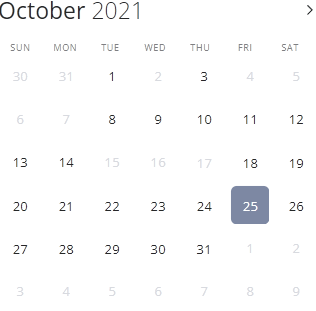 October 2021
SUN MON TUE WED THU FRI SAT
30 31 1 2 3 4 5
6 7 8 9 10 11 12
13 14 15 16 17 18 19
20 21 22 23 24 25 26
27 28 29 30 31 1 2
3 4 5 6 7 8 9